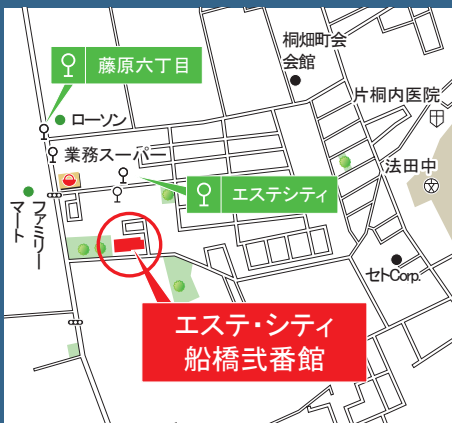 桐畑町会
会館
藤原六丁目
片桐内医院
ローソン
業務スーパー
法田中
文
エステシティ
ファミリー
マート
セトCorp.
エステ・シティ
船橋弐番館